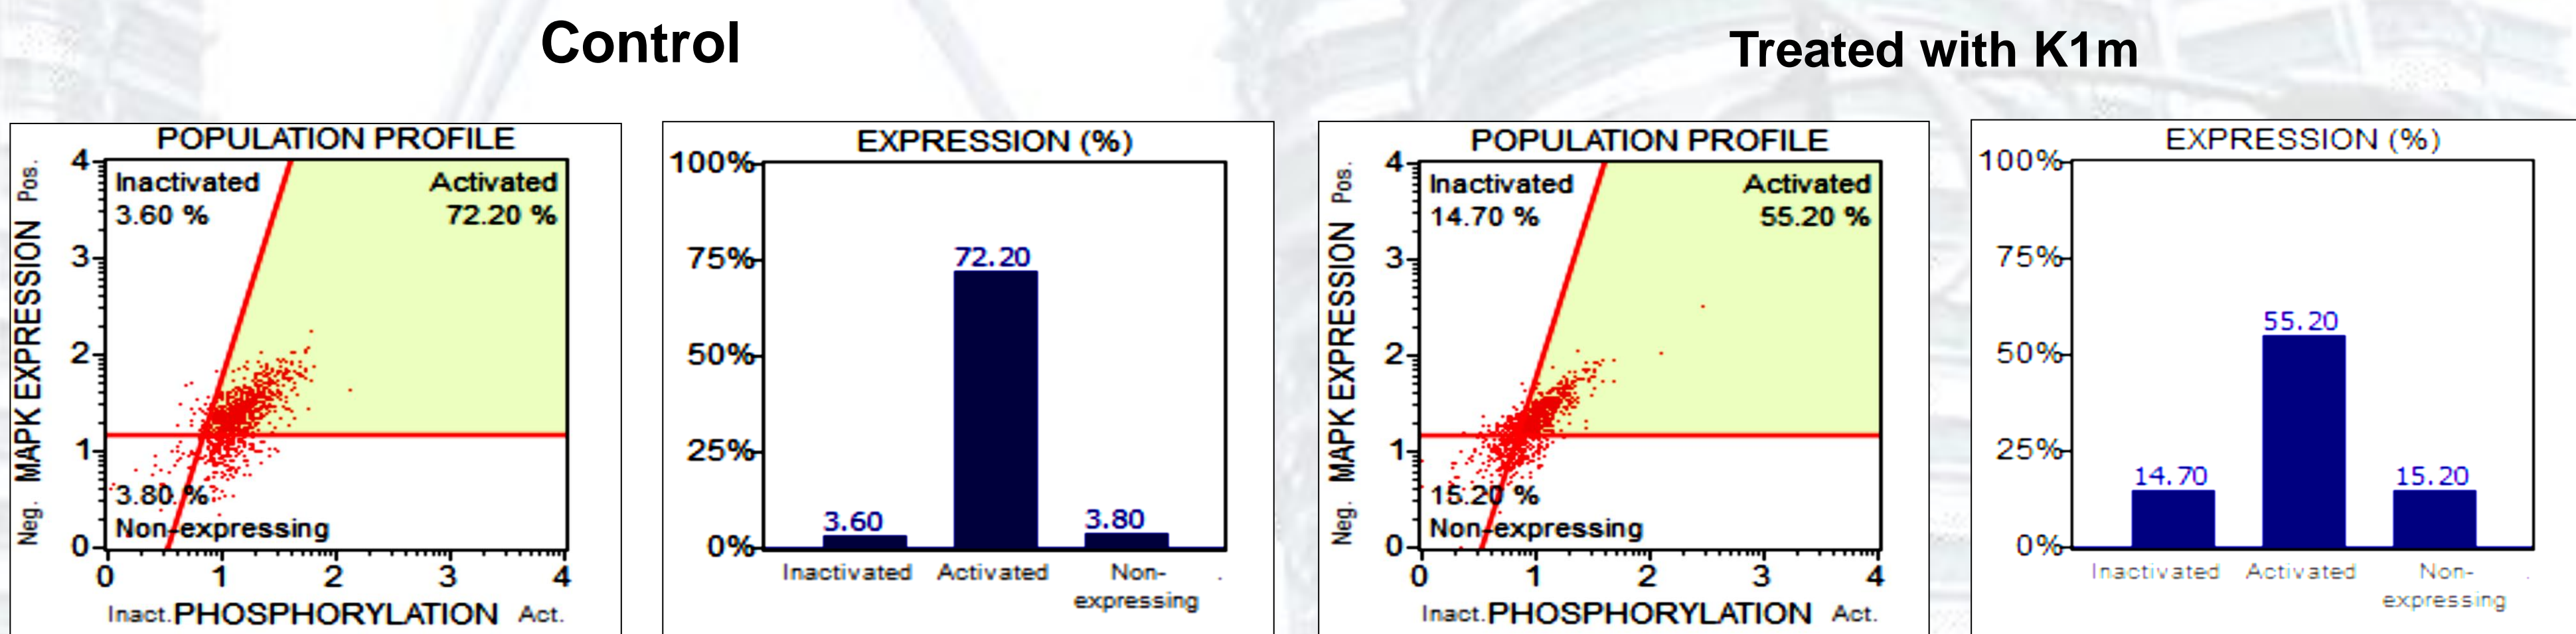 Control
Treated with K1m
POPULATION PROFILE
MAPK EXPRESSION
Neg.
Pos.
4
3
2
1
0
Inactivated
3.60 %
Activated
72.20 %
3.80 %
Non-expressing
0 1 2 3 4
Inact. PHOSPHORYLATION Act.
EXPRESSION (%)
100%
75%
50%
25%
0%
3.60
72.20
3.80
Inactivated Activated Non-
expressing
POPULATION PROFILE
MAPK EXPRESSION
Neg.
Pos.
4
3
2
1
0
Inactivated
14.70 %
Activated
55.20 %
15.20 %
Non-expressing
0 1 2 3 4
Inact. PHOSPHORYLATION Act.
EXPRESSION (%)
100%
75%
50%
25%
0%
14.70
55.20
15.20
Inactivated Activated Non-
expressing